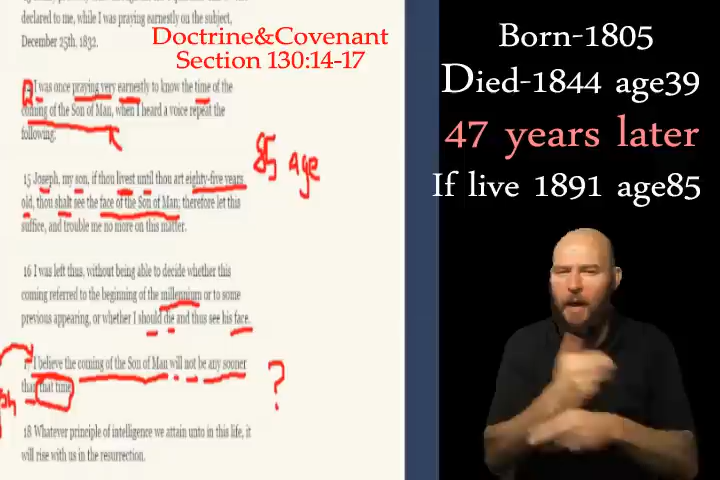 declared to me, while I was praying earnestly on the subject,
December 25th, 1832.
Doctrine&Covenant
Section 130:14-17
I was once praying very earnestly to know the time of the
coming of the Son of Man, when I heard a voice repeat the
following:
85 age
15 Joseph, my son, if thou livest until thou art eighty-five years
old, thou shalt see the face of the Son of Man; therefore let this
suffice, and trouble me no more on this matter.
16 I was left thus, without being able to decide whether this
coming referred to the beginning of the millennium or to some
previous appearing, or whether I should die and thus see his face.
I believe the coming of the Son of Man will not be any sooner
than that time.
?
18 Whatever principle of intelligence we attain unto in this life, it
will rise with us in the resurrection.
Born-1805
Died-1844 age39
47 years later
If live 1891 age85